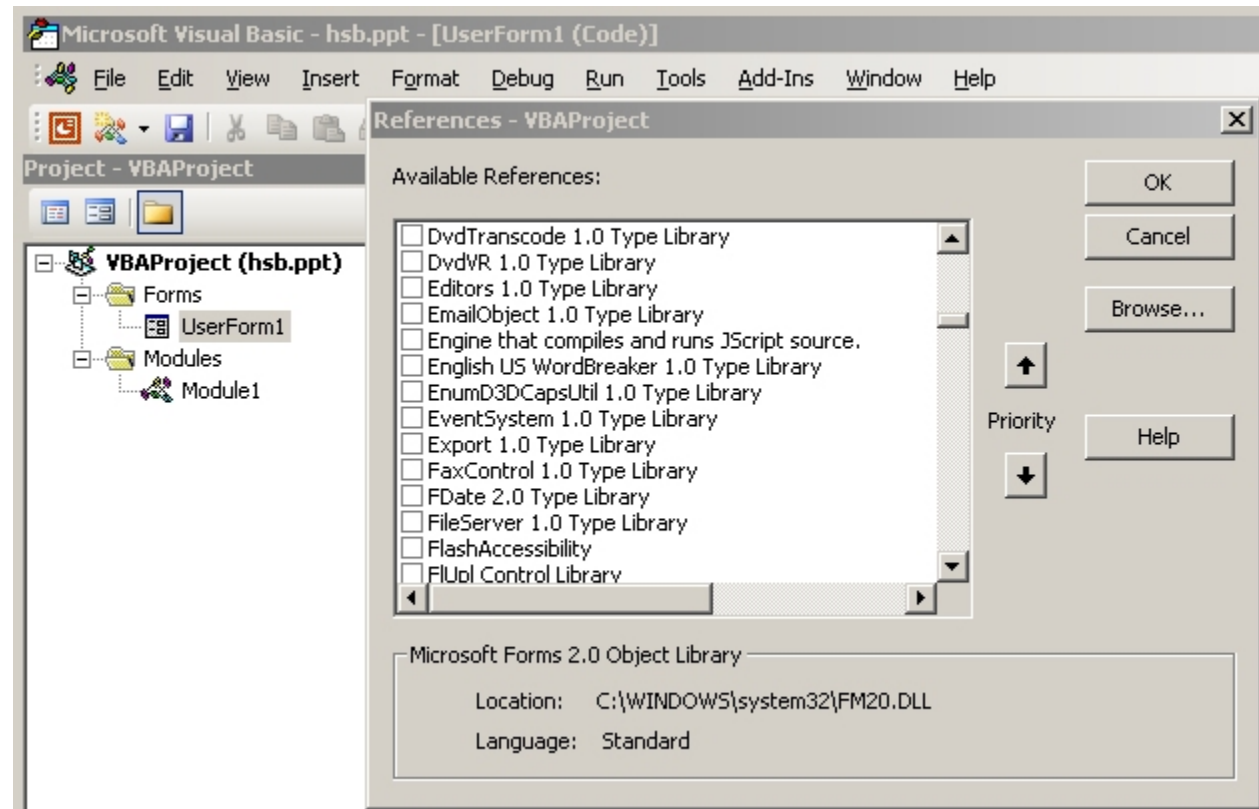 Microsoft Visual Basic - hsb.ppt - [UserForm1 (Code)]
File Edit View Insert Format Debug Run Tools Add-Ins Window Help
References - VBAProject
Project - VBAProject
Available References:
OK
Cancel
Browse...
Priority
Help
VBAProject (hsb.ppt)
Forms
UserForm1
Modules
Module1
DvdTranscode 1.0 Type Library
DvdVR 1.0 Type Library
Editors 1.0 Type Library
EmailObject 1.0 Type Library
Engine that compiles and runs JScript source.
English US WordBreaker 1.0 Type Library
EnumD3DCapsUtil 1.0 Type Library
EventSystem 1.0 Type Library
Export 1.0 Type Library
FaxControl 1.0 Type Library
FDate 2.0 Type Library
FileServer 1.0 Type Library
FlashAccessibility
FlUpl Control Library
Microsoft Forms 2.0 Object Library
Location: C:\WINDOWS\system32\FM20.DLL
Language: Standard